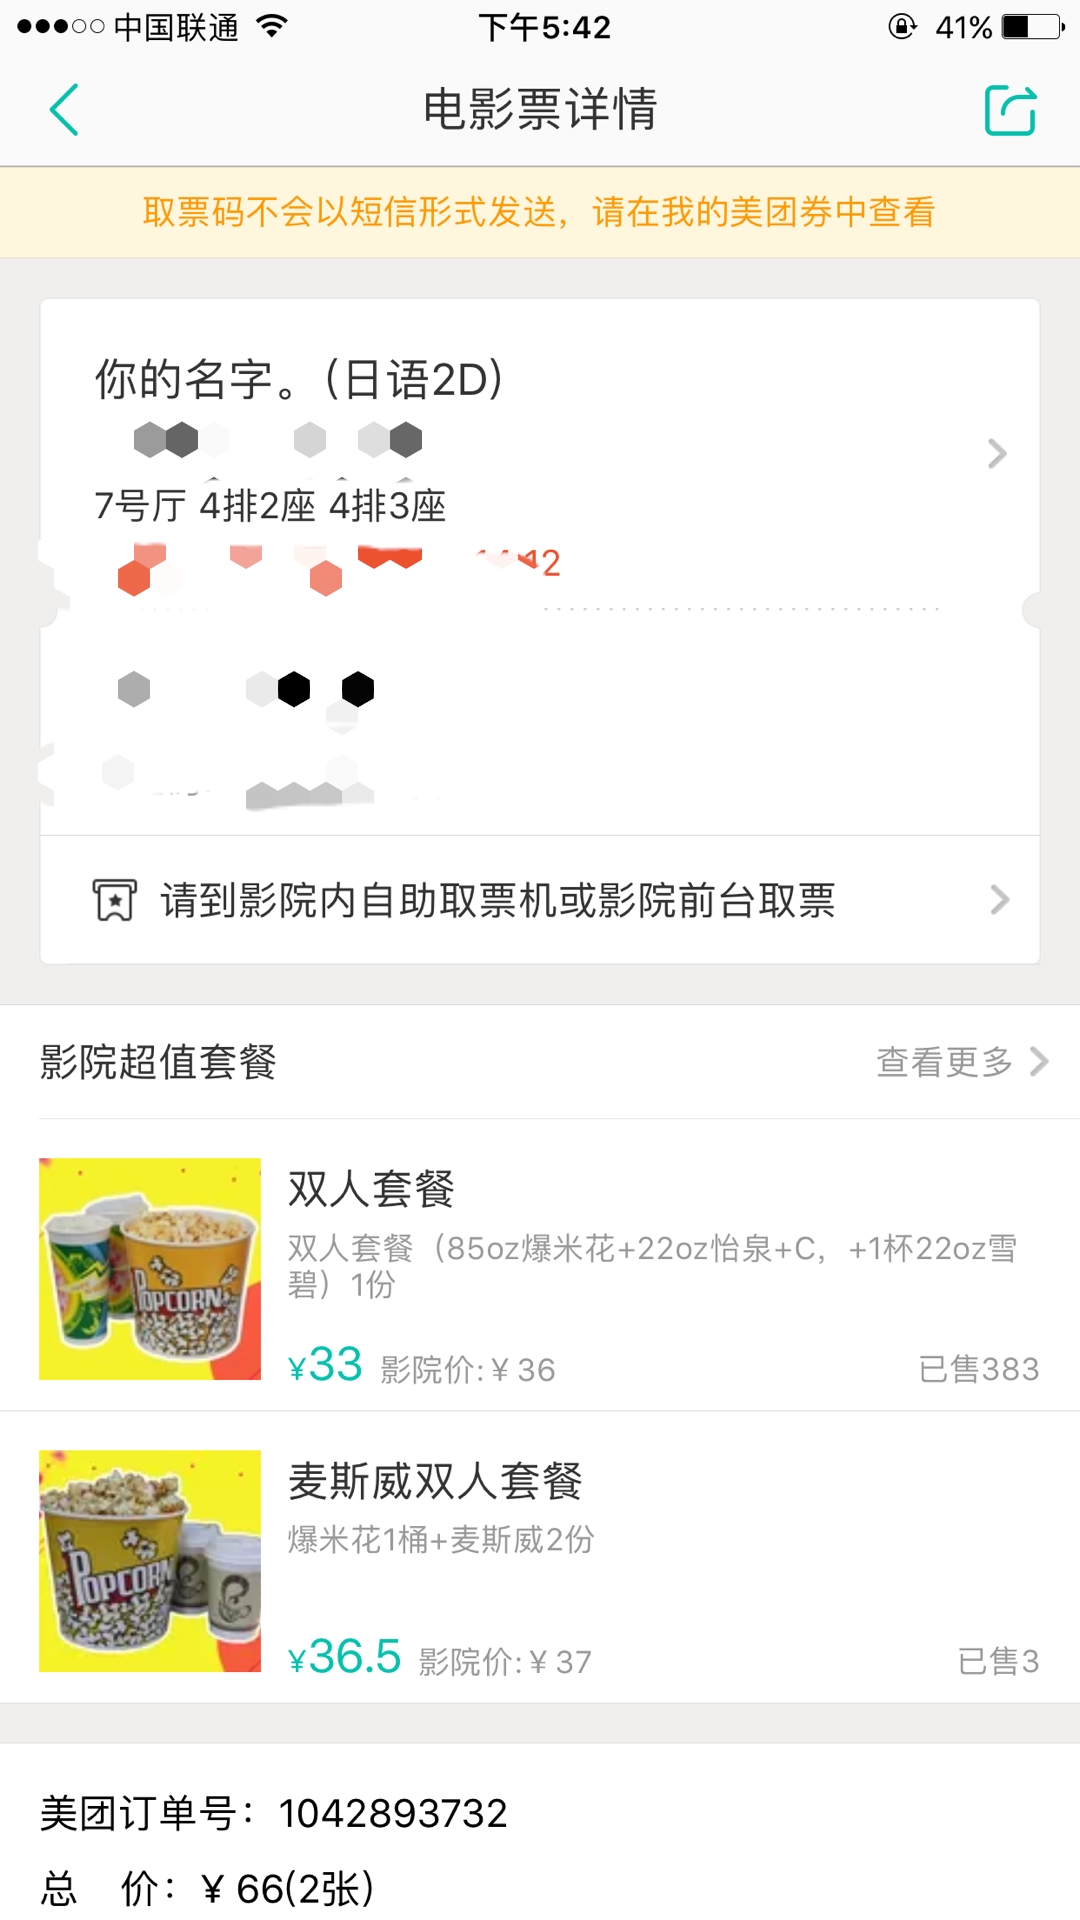 中国联通 下午5:42 41%
电影票详情
取票码不会以短信形式发送，请在我的美团券中查看
你的名字。(日语2D)
7号厅 4排2座 4排3座
请到影院内自助取票机或影院前台取票
影院超值套餐 查看更多
双人套餐
双人套餐（85oz爆米花+22oz怡泉+C，+1杯22oz雪
碧）1份
¥33 影院价:¥36 已售383
POPCORN
麦斯威双人套餐
爆米花1桶+麦斯威2份
¥36.5 影院价:¥37 已售3
POPCORN
美团订单号：1042893732
总 价：¥66(2张)